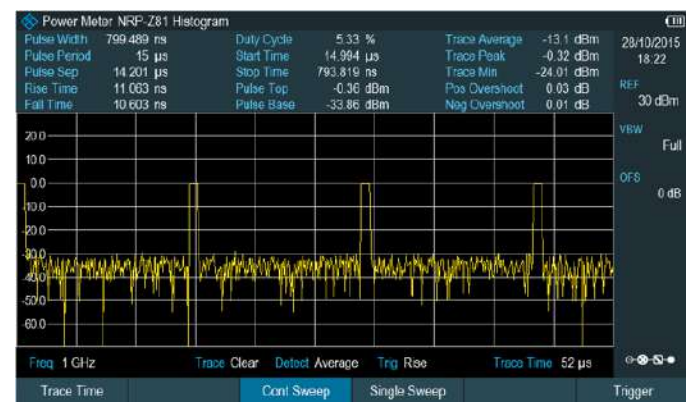 Power Meter NRP-Z81 Histogram
Pulse Width 799.489 ns Duty Cycle 5.33 % Trace Average -13.1 dBm
Pulse Period 15 µs Start Time 14.994 µs Trace Peak -0.32 dBm
Pulse Sep 14.201 µs Stop Time 793.819 ns Trace Min -24.01 dBm
Rise Time 11.063 ns Pulse Top -0.36 dBm Pos Overshoot 0.03 dB
Fall Time 10.603 ns Pulse Base -33.86 dBm Neg Overshoot 0.01 dB
28/10/2015
18:22
REF
30 dBm
VBW
Full
OFS
0 dB
20.0
10.0
0.0
-10.0
-20.0
-30.0
-40.0
-50.0
-60.0
Freq 1 GHz Trace Clear Detect Average Trig Rise Trace Time 52 µs
Trace Time Cont Sweep Single Sweep Trigger